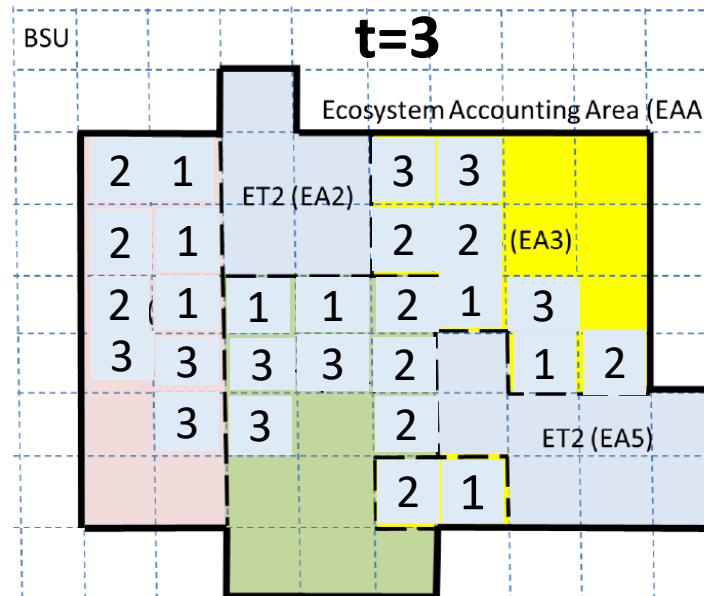 BSU
t=3
Ecosystem Accounting Area (EAA
2 1 3 3
ET2 (EA2)
2 1 2 2 (EA3)
2 ( 1 1 1 2 1 3
3 3 3 3 2 1 2
3 3 2 ET2 (EA5)
2 1